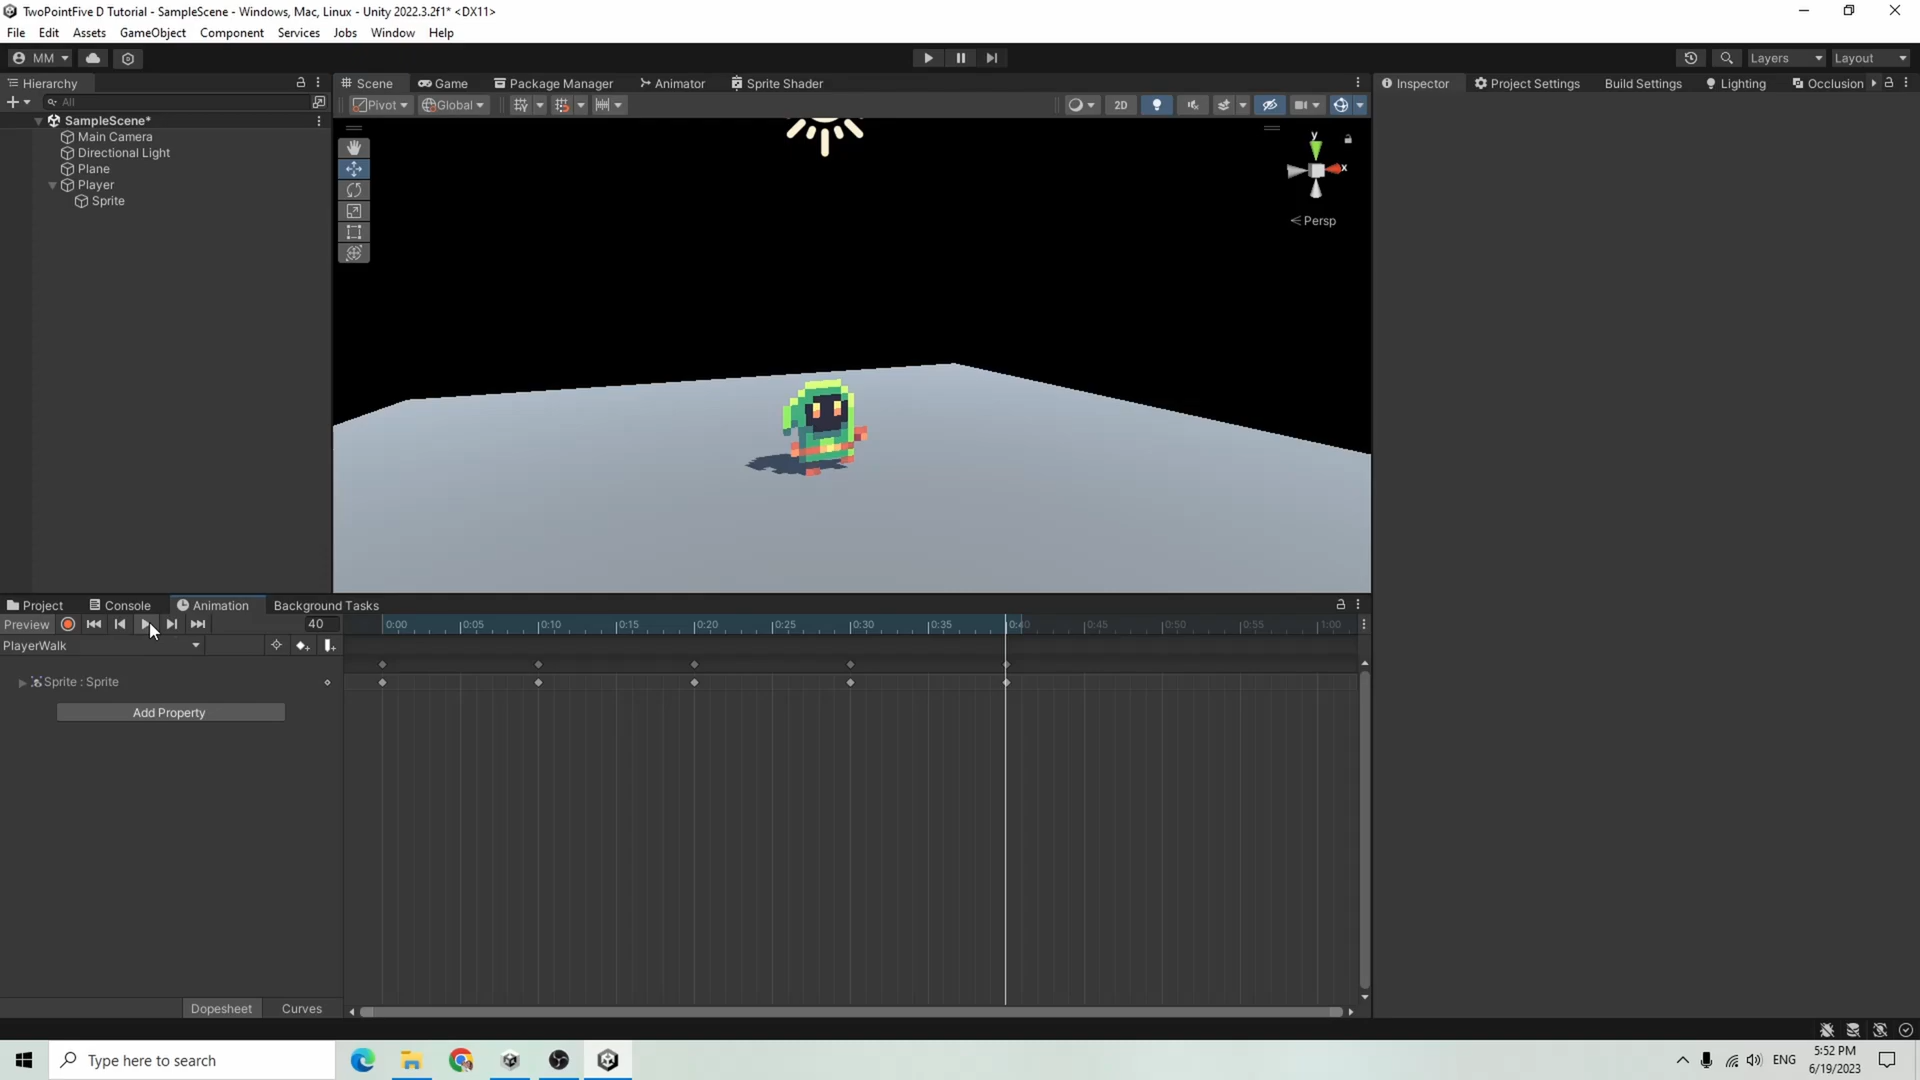 TwoPointFive D Tutorial - SampleScene - Windows, Mac, Linux - Unity 2022.3.2f1* <DX11>
File Edit Assets GameObject Component Services Jobs Window Help
MM Layers Layout
Hierarchy Scene Game Package Manager Animator Sprite Shader Inspector Project Settings Build Settings Lighting Occlusion
All Pivot Global 2D
SampleScene*
Main Camera
Directional Light
Plane
Player
Sprite
y
x
< Persp
Project Console Animation Background Tasks
Preview 40 0:00 0:05 0:10 0:15 0:20 0:25 0:30 0:35 0:40 0:45 0:50 0:55 1:00
PlayerWalk
Sprite : Sprite
Add Property
Dopesheet Curves
Type here to search ENG 5:52 PM
6/19/2023